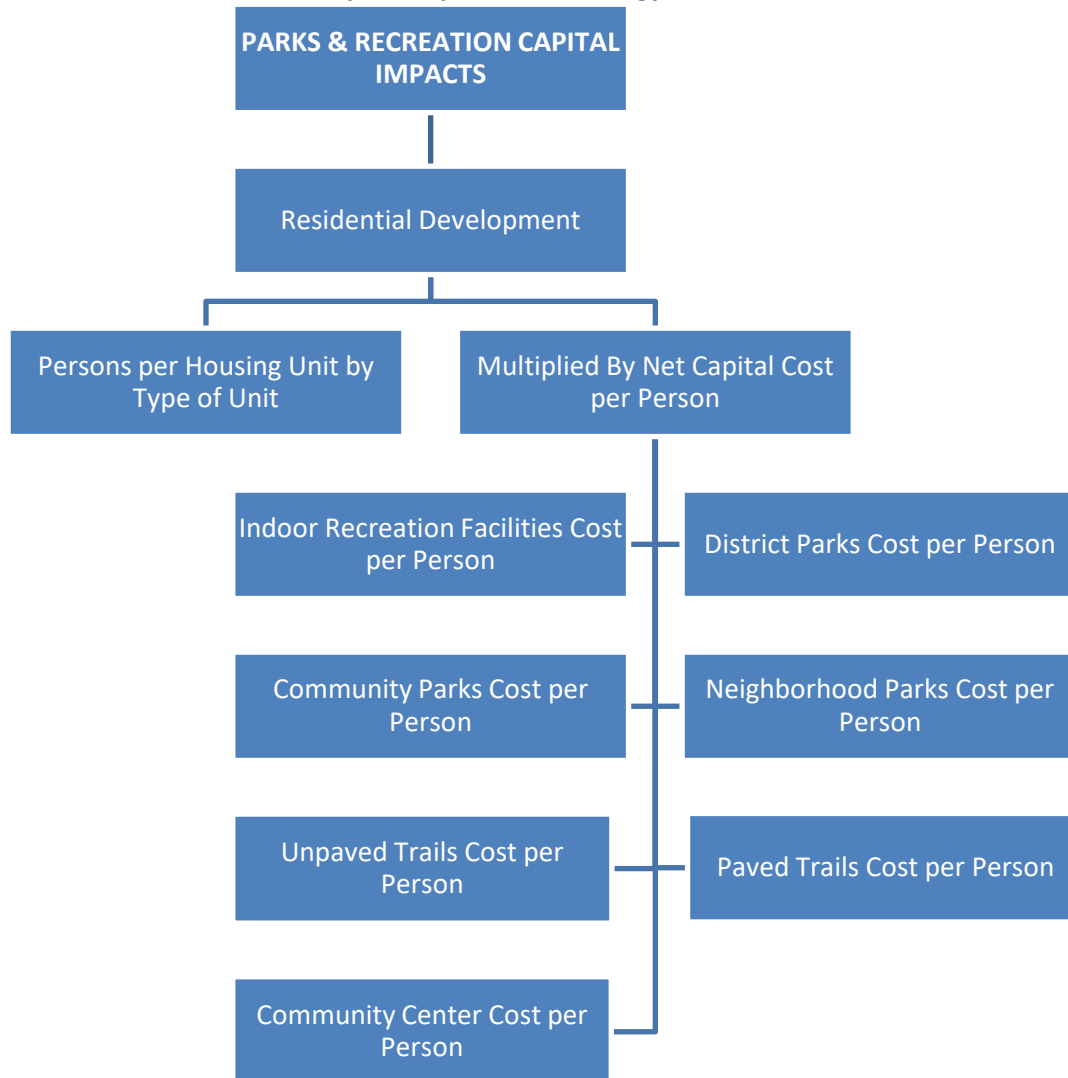 PARKS & RECREATION CAPITAL
IMPACTS
Residential Development
Persons per Housing Unit by
Type of Unit
Multiplied By Net Capital Cost
per Person
Indoor Recreation Facilities Cost
per Person
District Parks Cost per Person
Community Parks Cost per
Person
Neighborhood Parks Cost per
Person
Unpaved Trails Cost per
Person
Paved Trails Cost per Person
Community Center Cost per
Person